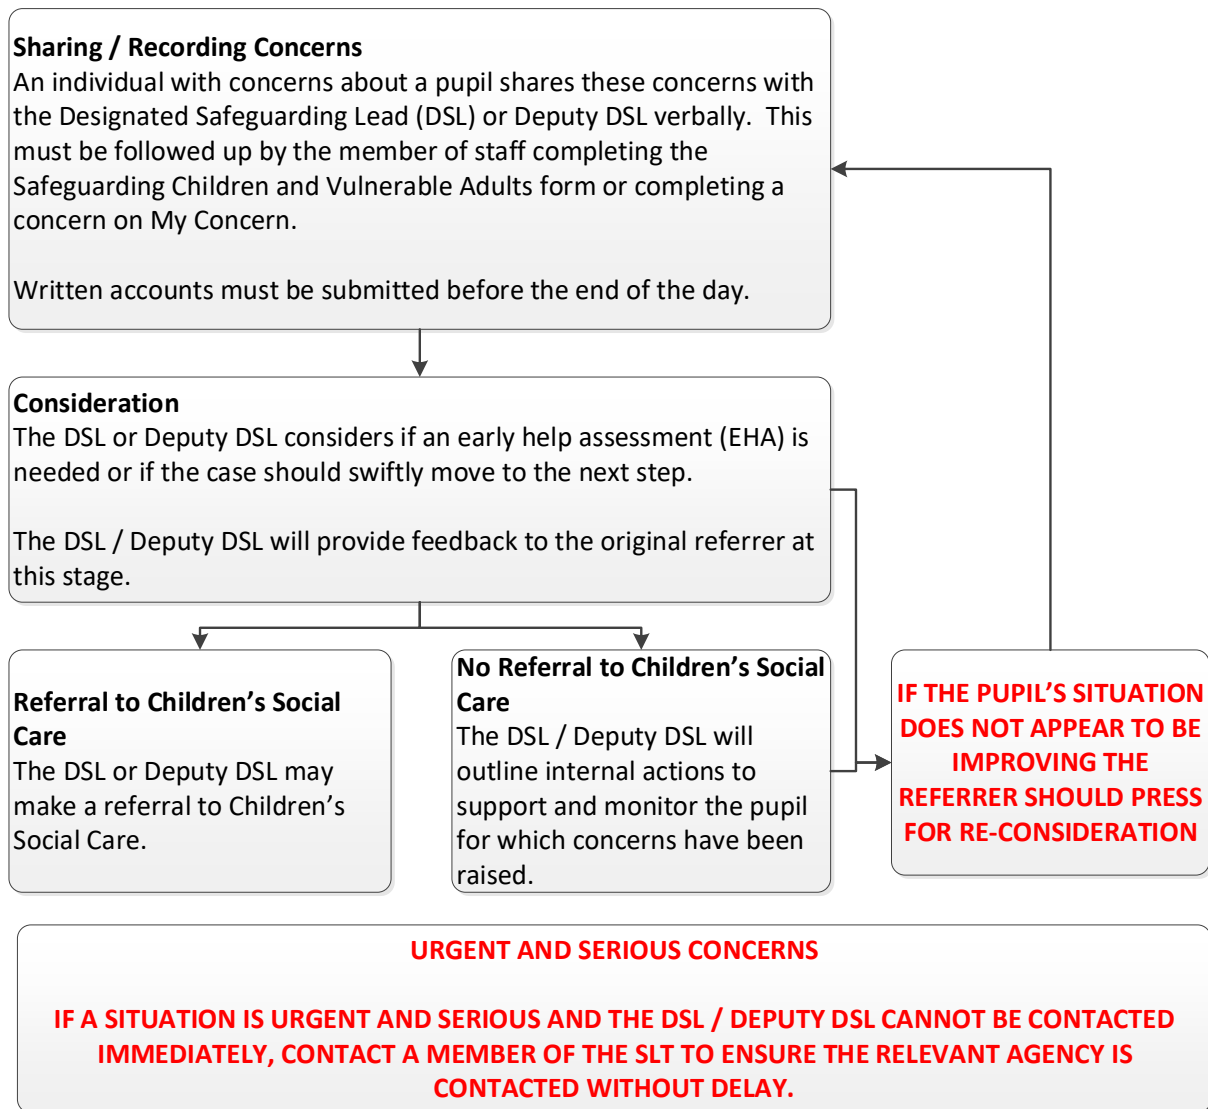 Sharing / Recording Concerns
An individual with concerns about a pupil shares these concerns with
the Designated Safeguarding Lead (DSL) or Deputy DSL verbally.  This
must be followed up by the member of staff completing the
Safeguarding Children and Vulnerable Adults form or completing a
concern on My Concern.
Written accounts must be submitted before the end of the day.
Consideration
The DSL or Deputy DSL considers if an early help assessment (EHA) is
needed or if the case should swiftly move to the next step.
The DSL / Deputy DSL will provide feedback to the original referrer at
this stage.
Referral to Children’s Social
Care
The DSL or Deputy DSL may
make a referral to Children’s
Social Care.
No Referral to Children’s Social
Care
The DSL / Deputy DSL will
outline internal actions to
support and monitor the pupil
for which concerns have been
raised.
IF THE PUPIL’S SITUATION
DOES NOT APPEAR TO BE
IMPROVING THE
REFERRER SHOULD PRESS
FOR RE-CONSIDERATION
URGENT AND SERIOUS CONCERNS
IF A SITUATION IS URGENT AND SERIOUS AND THE DSL / DEPUTY DSL CANNOT BE CONTACTED
IMMEDIATELY, CONTACT A MEMBER OF THE SLT TO ENSURE THE RELEVANT AGENCY IS
CONTACTED WITHOUT DELAY.